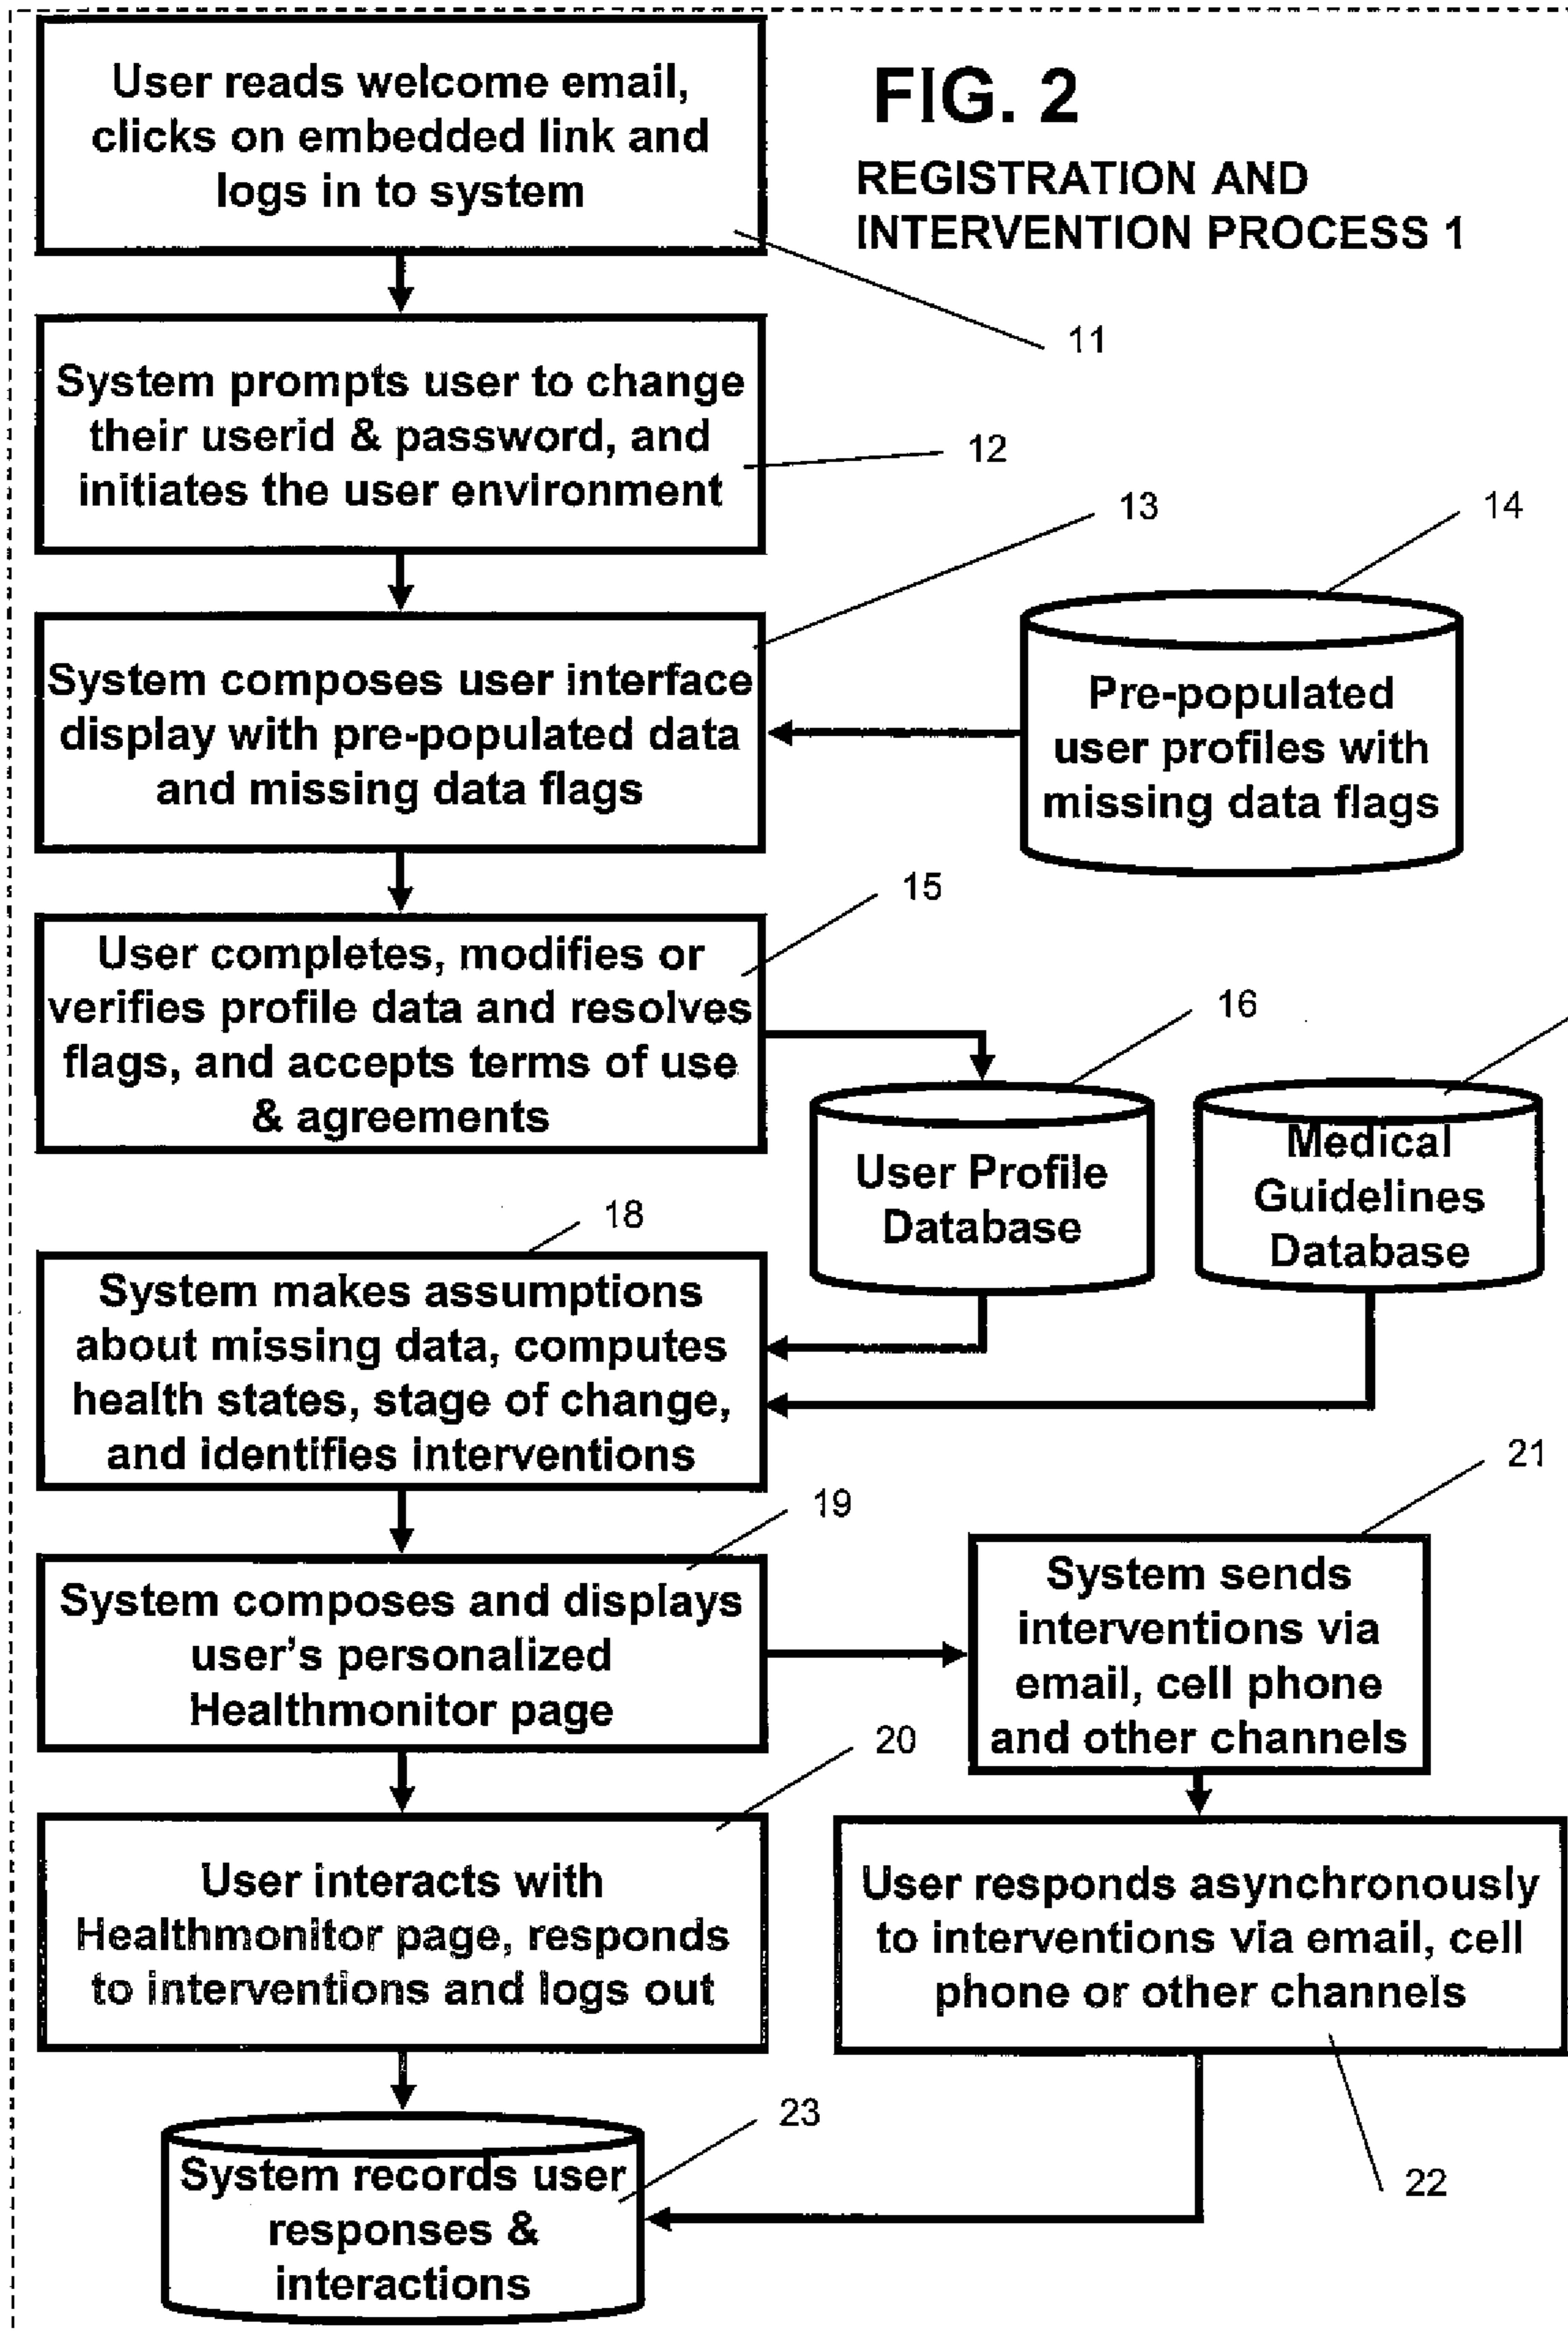 User reads welcome email,
clicks on embedded link and
logs in to system
FIG. 2
REGISTRATION AND
INTERVENTION PROCESS 1
11
System prompts user to change
their userid & password, and
initiates the user environment
12
13
14
System composes user interface
display with pre-populated data
and missing data flags
Pre-populated
user profiles with
missing data flags
15
User completes, modifies or
verifies profile data and resolves
flags, and accepts terms of use
& agreements
16
User Profile
Database
Medical
Guidelines
Database
18
System makes assumptions
about missing data, computes
health states, stage of change,
and identifies interventions
19
System composes and displays
user's personalized
Healthmonitor page
21
System sends
interventions via
email, cell phone
and other channels
20
User interacts with
Healthmonitor page, responds
to interventions and logs out
User responds asynchronously
to interventions via email, cell
phone or other channels
22
23
System records user
responses &
interactions